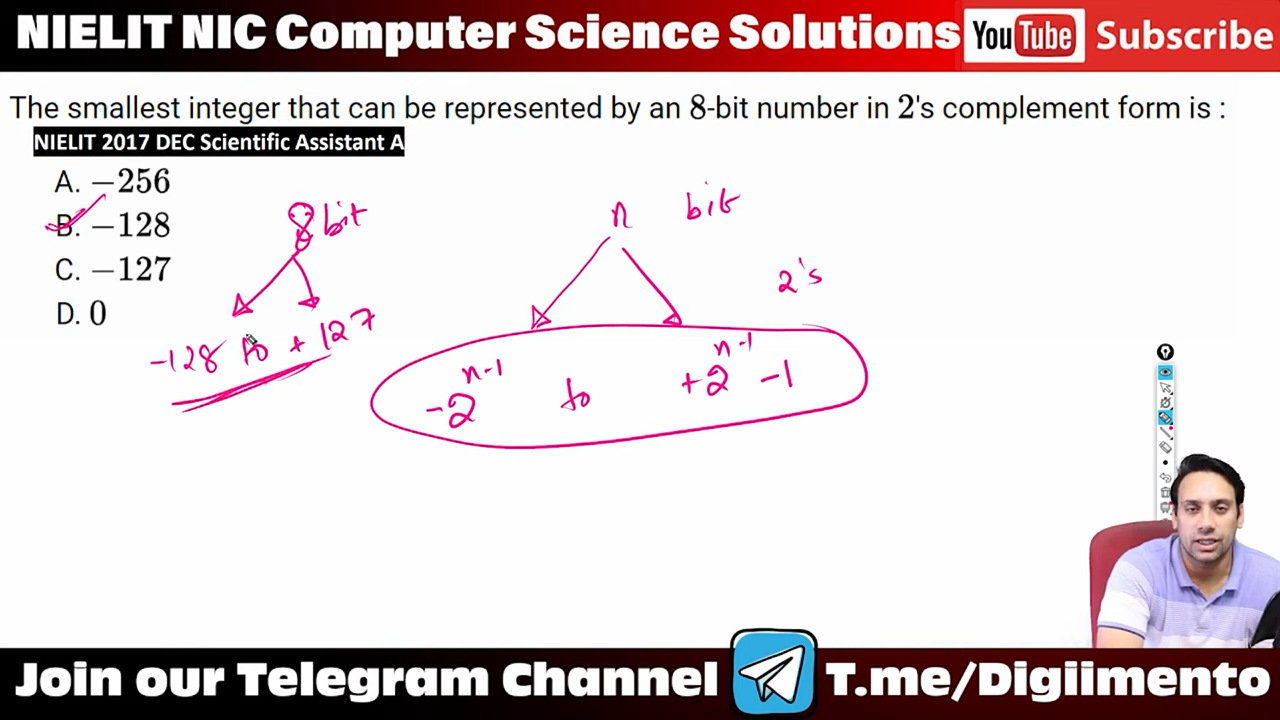 NIELIT NIC Computer Science Solutions YouTube Subscribe
The smallest integer that can be represented by an 8-bit number in 2's complement form is :
NIELIT 2017 DEC Scientific Assistant A
A. −256
B. −128
C. −127
D. 0
8 bit
-128 to +127
n bit
2's
-2^{n-1} to +2^{n-1} -1
Join our Telegram Channel T.me/Digiimento